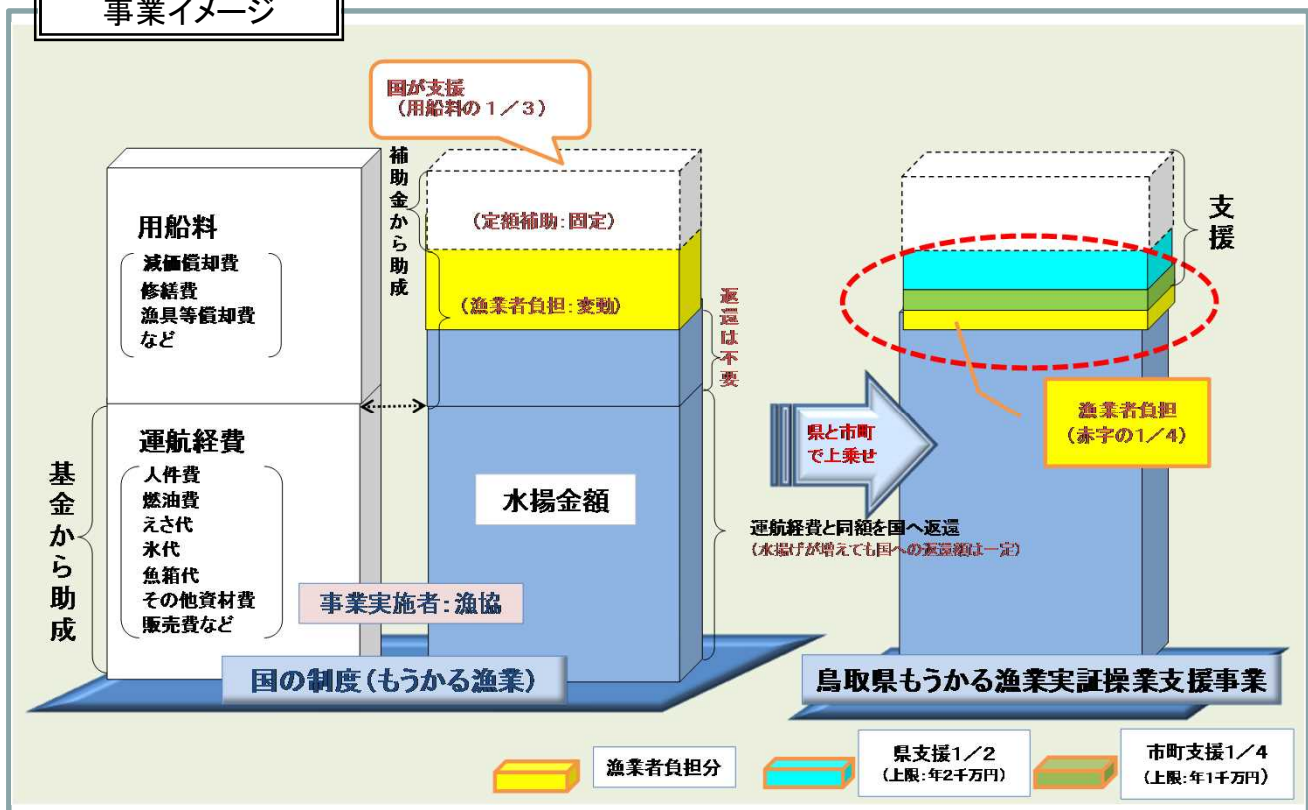 事業イメージ
国が支援
（用船料の１／３）
補助金から助成
用船料
減価償却費
修繕費
漁具等償却費
など
（定額補助：固定）
（漁業者負担：変動）
返還は不要
支援
基金から助成
運航経費
人件費
燃油費
えさ代
氷代
魚箱代
その他資材費
販売費など
水揚金額
県と市町
で上乗せ
漁業者負担
（赤字の1／4）
運航経費と同額を国へ返還
（水揚げが増えても国への返還額は一定）
事業実施者：漁協
国の制度（もうかる漁業）
鳥取県もうかる漁業実証操業支援事業
漁業者負担分
県支援1／2
（上限：年2千万円）
市町支援1／4
（上限：年1千万円）